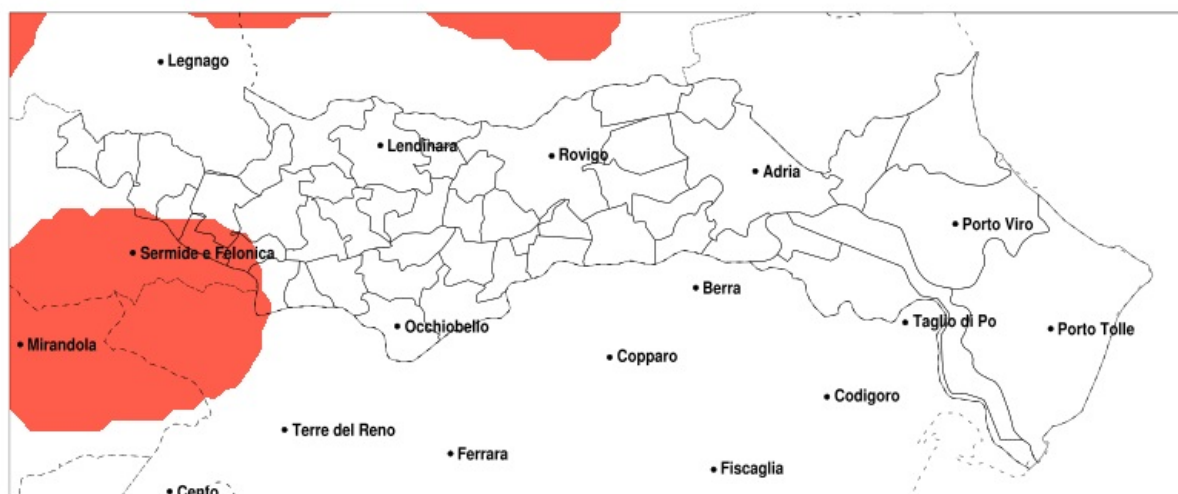 Legnago
Lendinara
Rovigo
Adria
Porto Viro
Sermide e Felonica
Berra
Occhiobello
Taglio di Po
Porto Tolle
Mirandola
Copparo
Codigoro
Terre del Reno
Ferrara
Fiscaglia
Cento